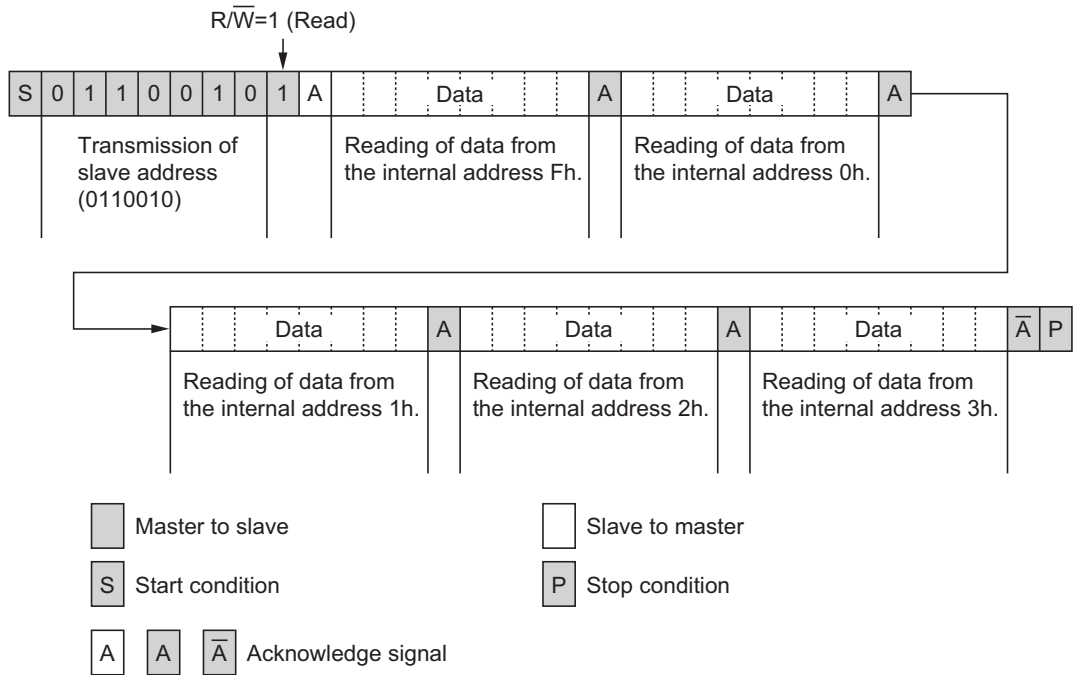 R/W̅=1 (Read)
S 0 1 1 0 0 1 0 1 A Data A Data A
Transmission of
slave address
(0110010)
Reading of data from
the internal address Fh.
Reading of data from
the internal address 0h.
Data A Data A Data A̅ P
Reading of data from
the internal address 1h.
Reading of data from
the internal address 2h.
Reading of data from
the internal address 3h.
Master to slave
Slave to master
S Start condition
P Stop condition
A A A̅ Acknowledge signal